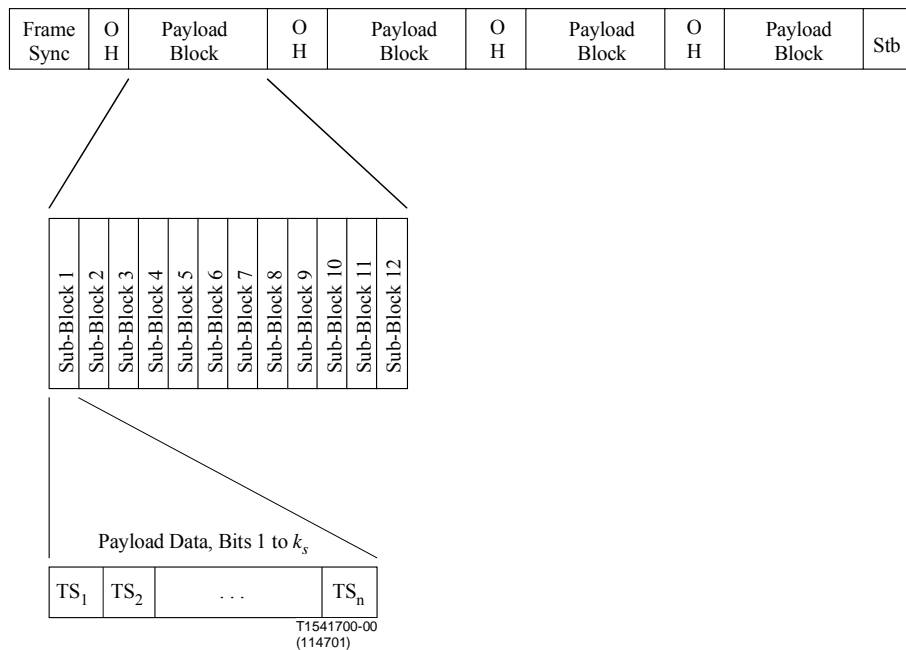 Frame Sync
O H
Payload Block
O H
Payload Block
O H
Payload Block
O H
Payload Block
Stb
Sub-Block 1
Sub-Block 2
Sub-Block 3
Sub-Block 4
Sub-Block 5
Sub-Block 6
Sub-Block 7
Sub-Block 8
Sub-Block 9
Sub-Block 10
Sub-Block 11
Sub-Block 12
Payload Data, Bits 1 to kₛ
TS₁
TS₂
. . .
TSₙ
T1541700-00
(114701)